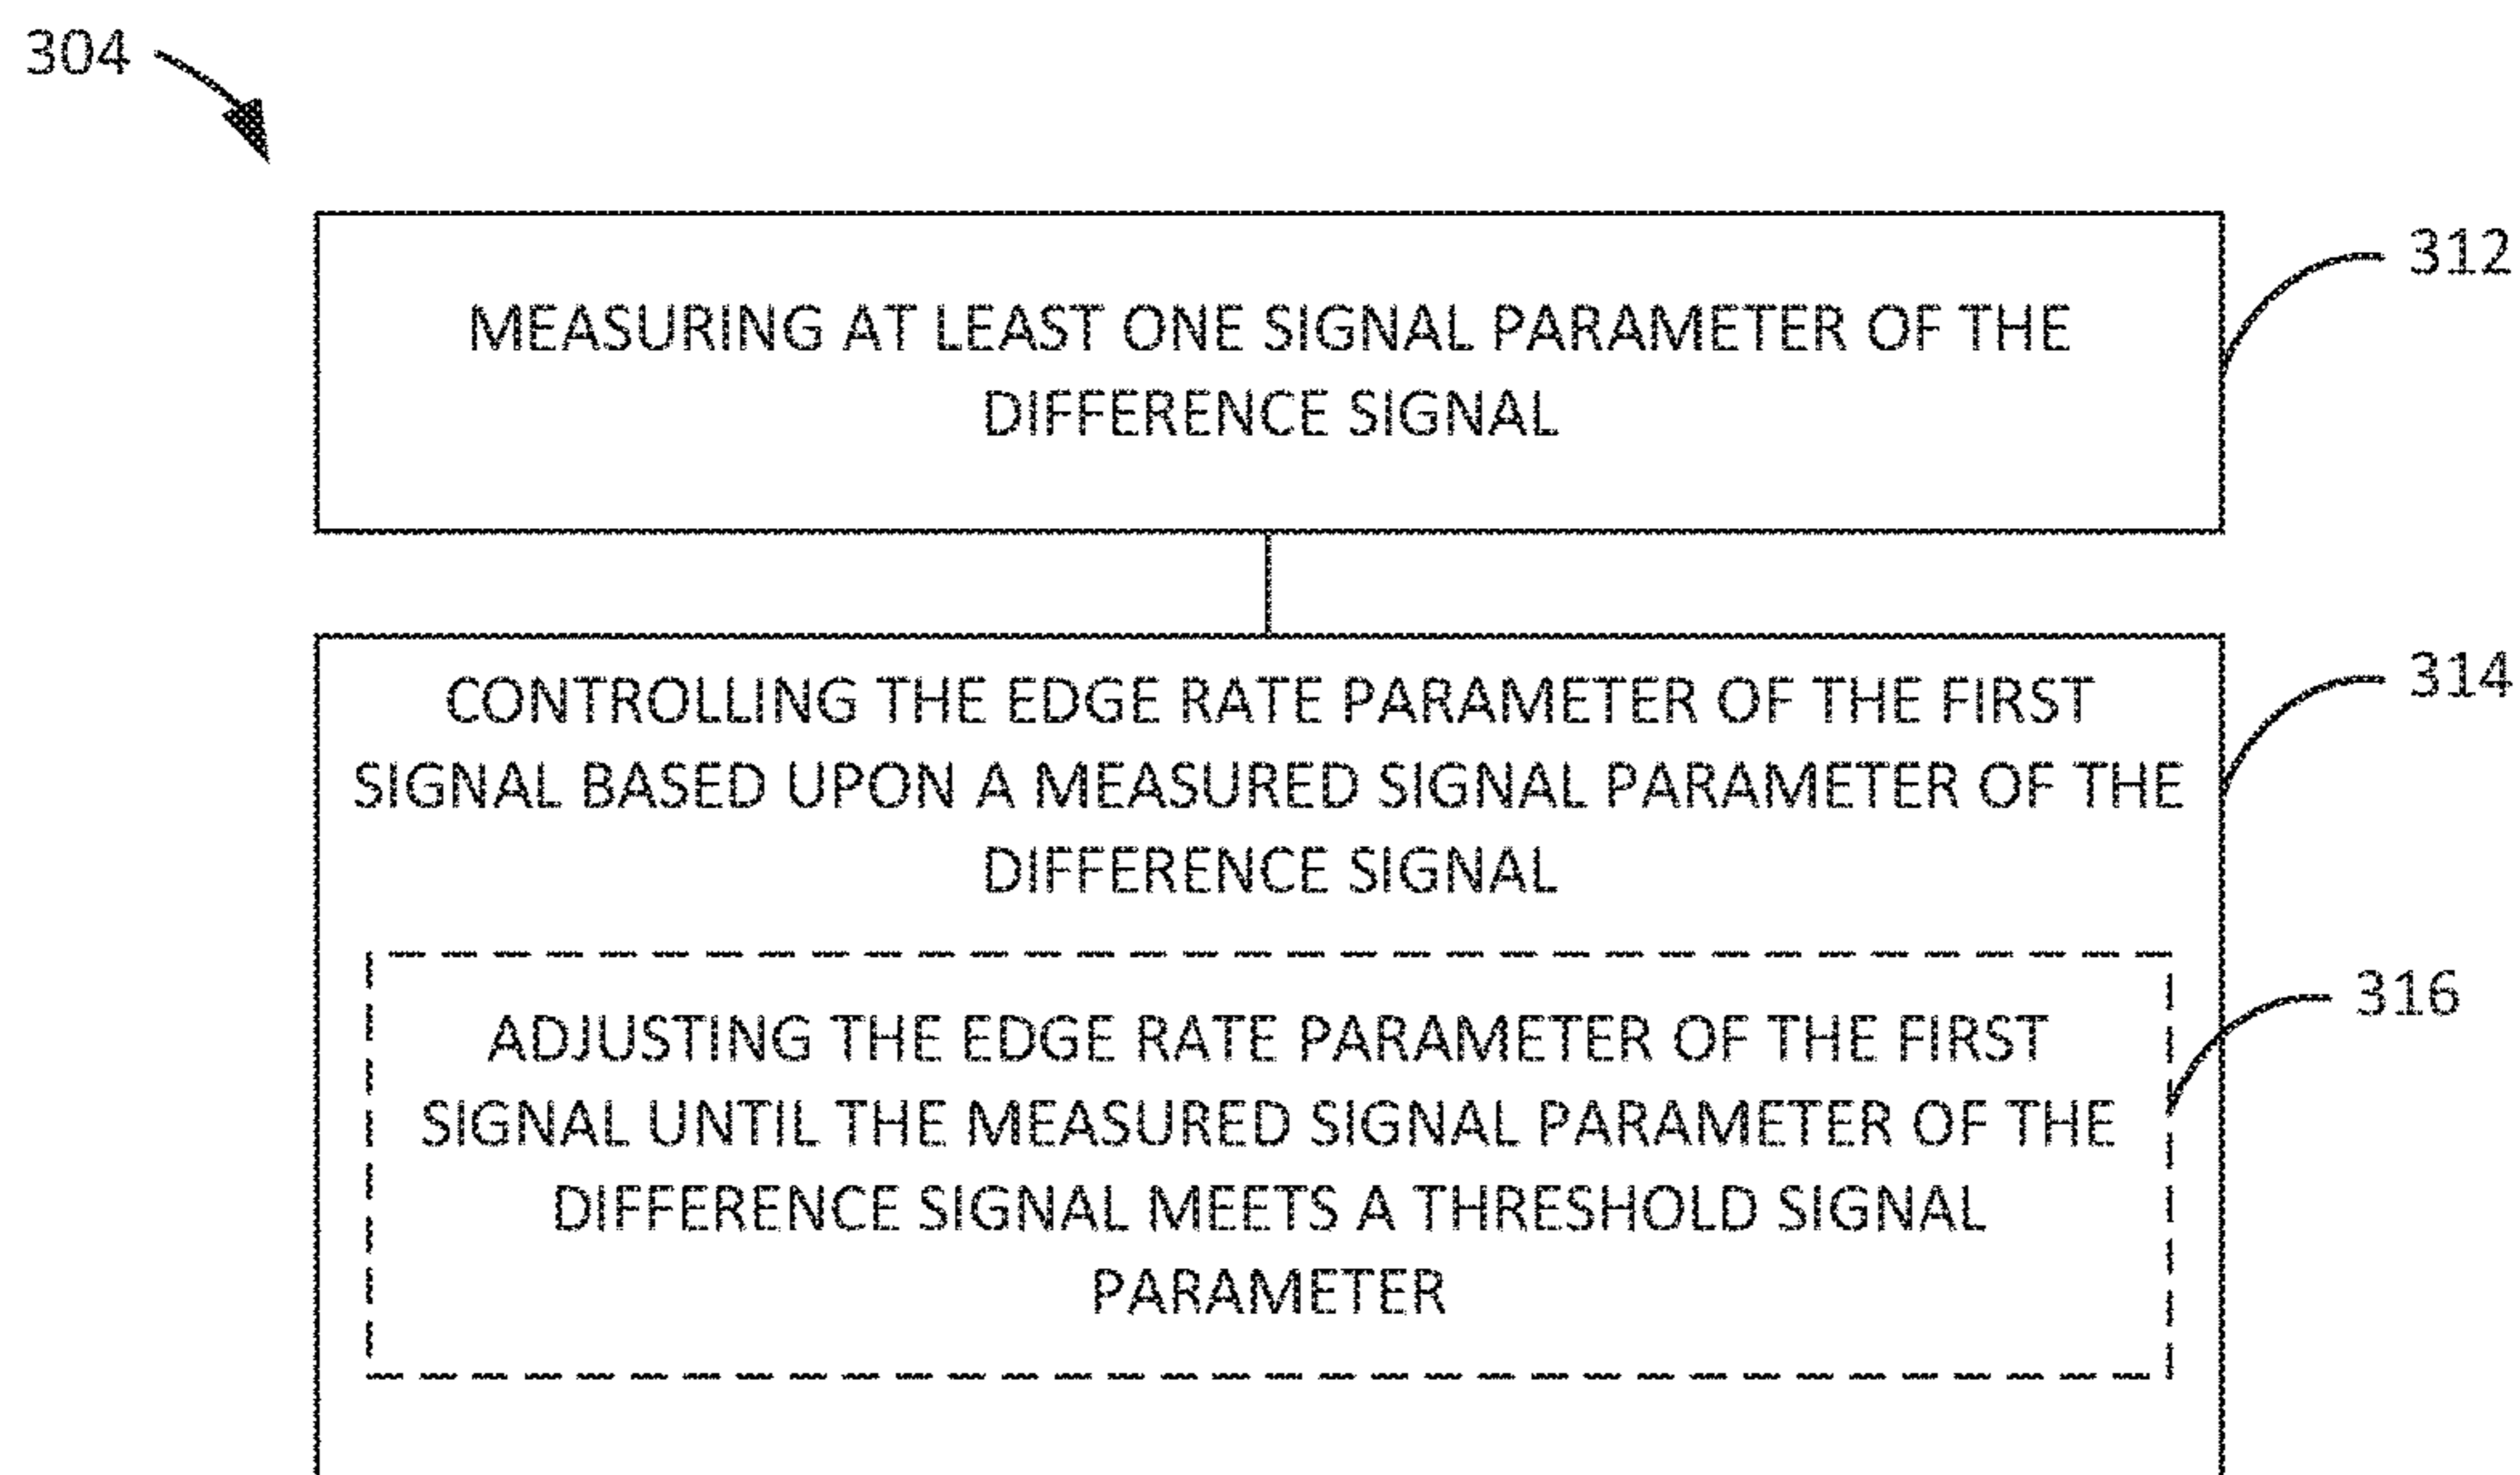 304
312
MEASURING AT LEAST ONE SIGNAL PARAMETER OF THE
DIFFERENCE SIGNAL
314
CONTROLLING THE EDGE RATE PARAMETER OF THE FIRST
SIGNAL BASED UPON A MEASURED SIGNAL PARAMETER OF THE
DIFFERENCE SIGNAL
316
ADJUSTING THE EDGE RATE PARAMETER OF THE FIRST
SIGNAL UNTIL THE MEASURED SIGNAL PARAMETER OF THE
DIFFERENCE SIGNAL MEETS A THRESHOLD SIGNAL
PARAMETER